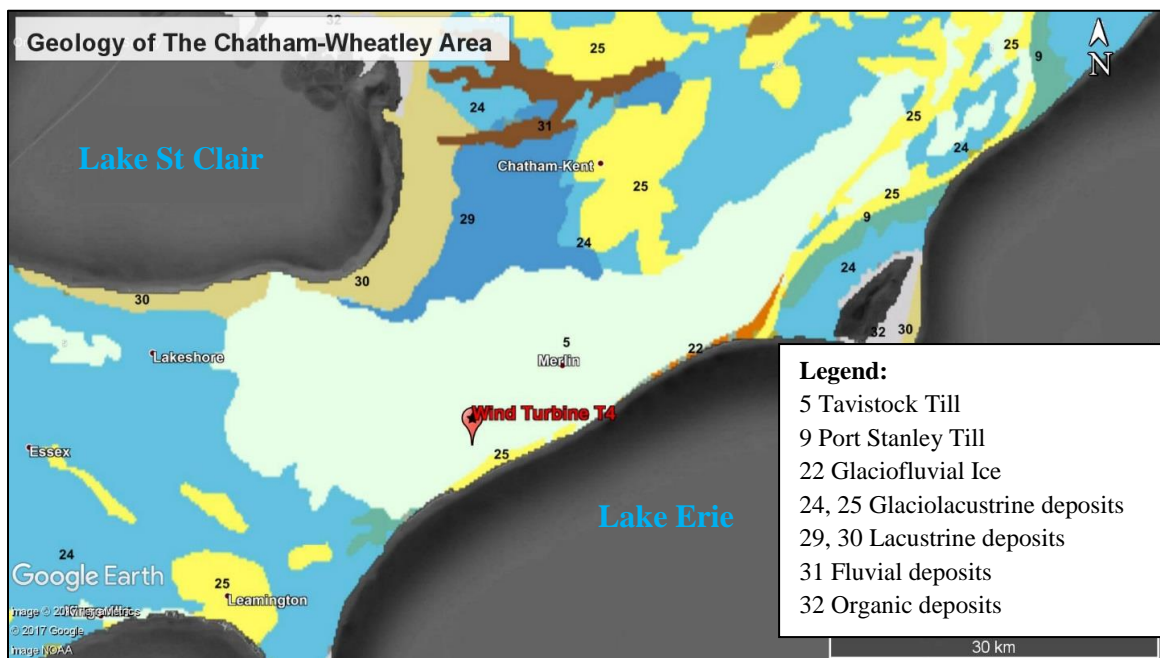 Geology of The Chatham-Wheatley Area
32
25
25
9
N
24
25
31
24
Chatham-Kent
Lake St Clair
25
25
29
9
24
24
30
30
32
30
5
22
Merlin
Lakeshore
Wind Turbine T4
Essex
25
Lake Erie
24
25
Leamington
Google Earth
© 2017 Google
Image NOAA
Legend:
5 Tavistock Till
9 Port Stanley Till
22 Glaciofluvial Ice
24, 25 Glaciolacustrine deposits
29, 30 Lacustrine deposits
31 Fluvial deposits
32 Organic deposits
30 km